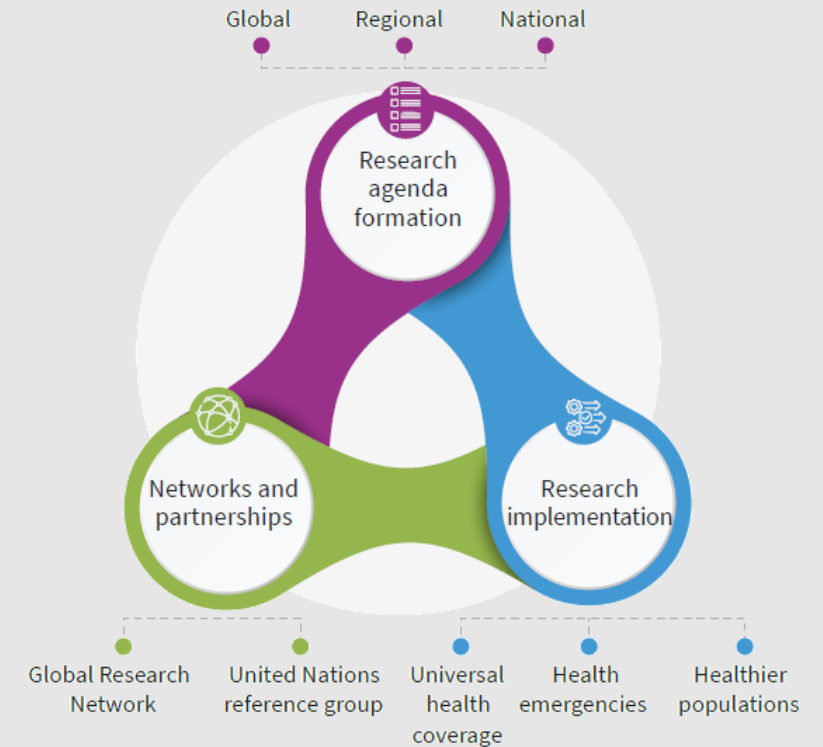 Global
Regional
National
Research
agenda
formation
Networks and
partnerships
Research
implementation
Global Research
Network
United Nations
reference group
Universal
health
coverage
Health
emergencies
Healthier
populations